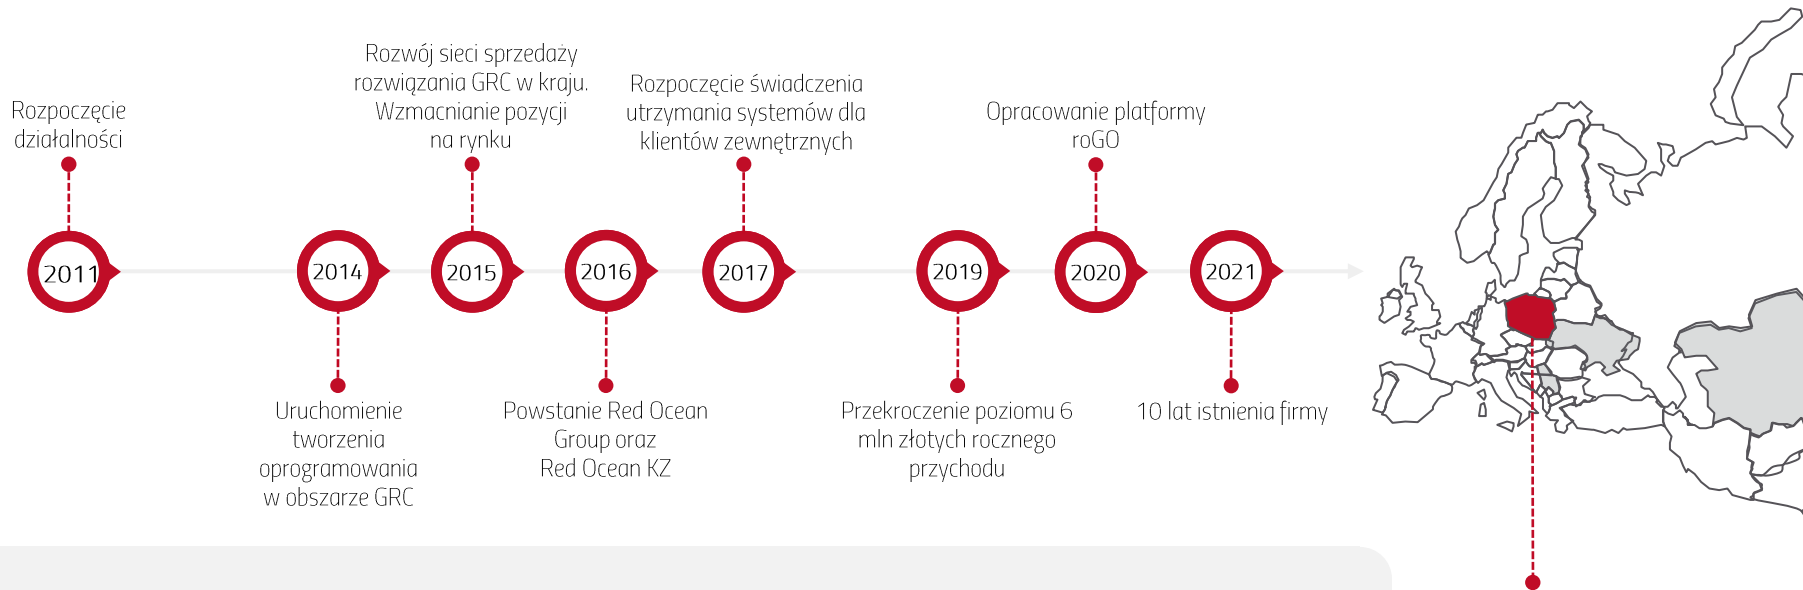 Rozpoczęcie
działalności
2011
2014
Uruchomienie
tworzenia
oprogramowania
w obszarze GRC
Rozwój sieci sprzedaży
rozwiązania GRC w kraju.
Wzmacnianie pozycji
na rynku
2015
2016
Powstanie Red Ocean
Group oraz
Red Ocean KZ
Rozpoczęcie świadczenia
utrzymania systemów dla
klientów zewnętrznych
2017
2019
Przekroczenie poziomu 6
mln złotych rocznego
przychodu
Opracowanie platformy
roGO
2020
2021
10 lat istnienia firmy